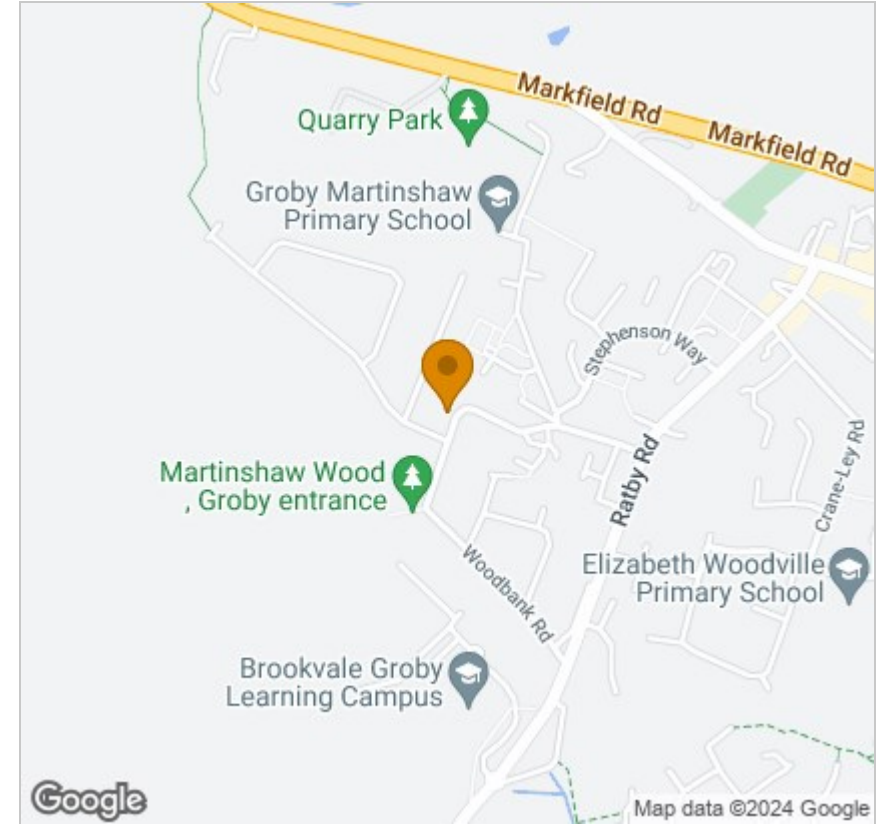 Markfield Rd
Markfield Rd
Quarry Park
Groby Martinshaw
Primary School
Stephenson Way
Martinshaw Wood
, Groby entrance
Ratby Rd
Crane-Ley Rd
Woodbank Rd
Elizabeth Woodville
Primary School
Brookvale Groby
Learning Campus
Google
Map data ©2024 Google